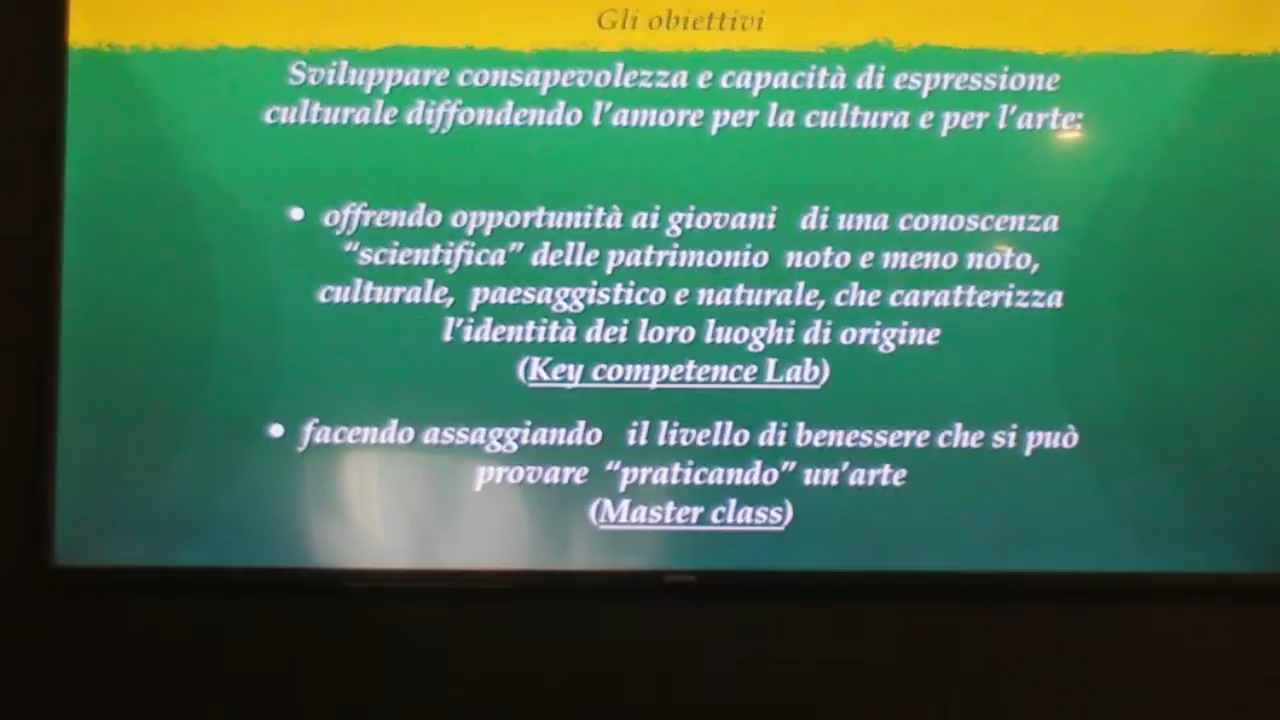 Gli obiettivi
Sviluppare consapevolezza e capacità di espressione
culturale diffondendo l'amore per la cultura e per l'arte:
• offrendo opportunità ai giovani di una conoscenza
“scientifica” delle patrimonio noto e meno noto,
culturale, paesaggistico e naturale, che caratterizza
l'identità dei loro luoghi di origine
(Key competence Lab)
• facendo assaggiando il livello di benessere che si può
provare “praticando” un'arte
(Master class)